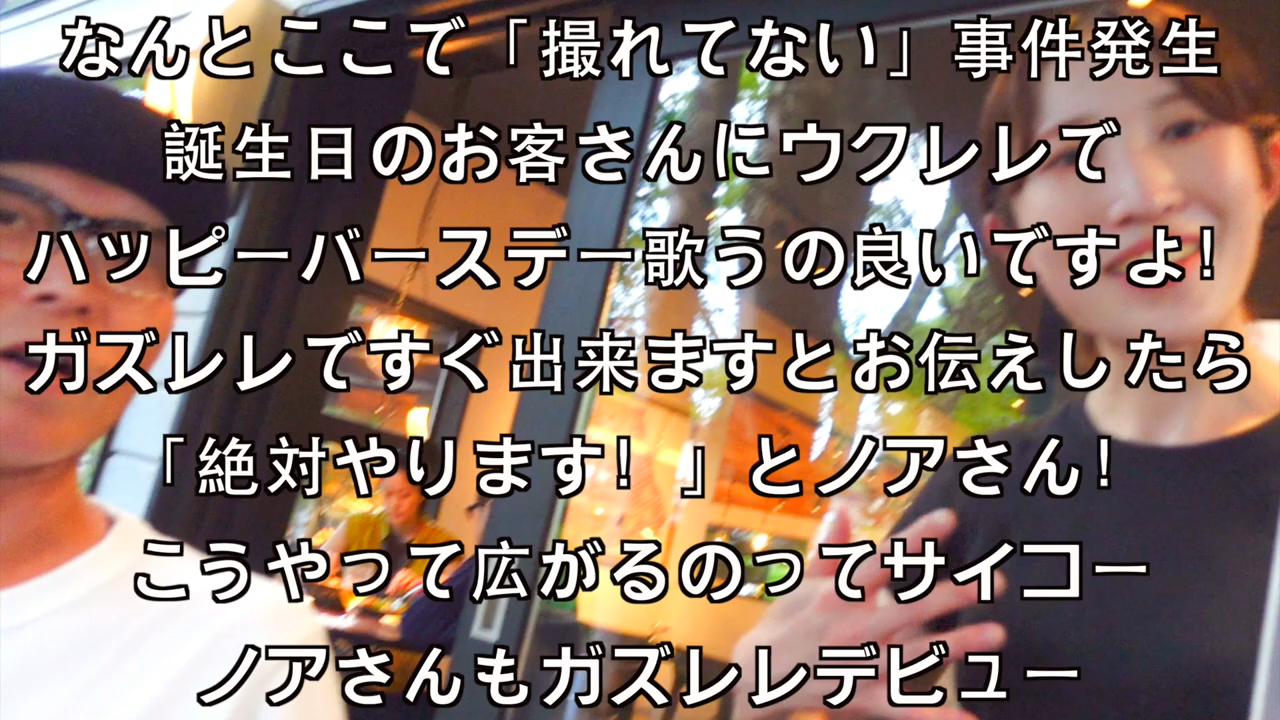 なんとここで「撮れてない」事件発生
誕生日のお客さんにウクレレで
ハッピーバースデー歌うの良いですよ!
ガズレレですぐ出来ますとお伝えしたら
「絶対やります!』とノアさん!
こうやって広がるのってサイコー
ノアさんもガズレレデビュー